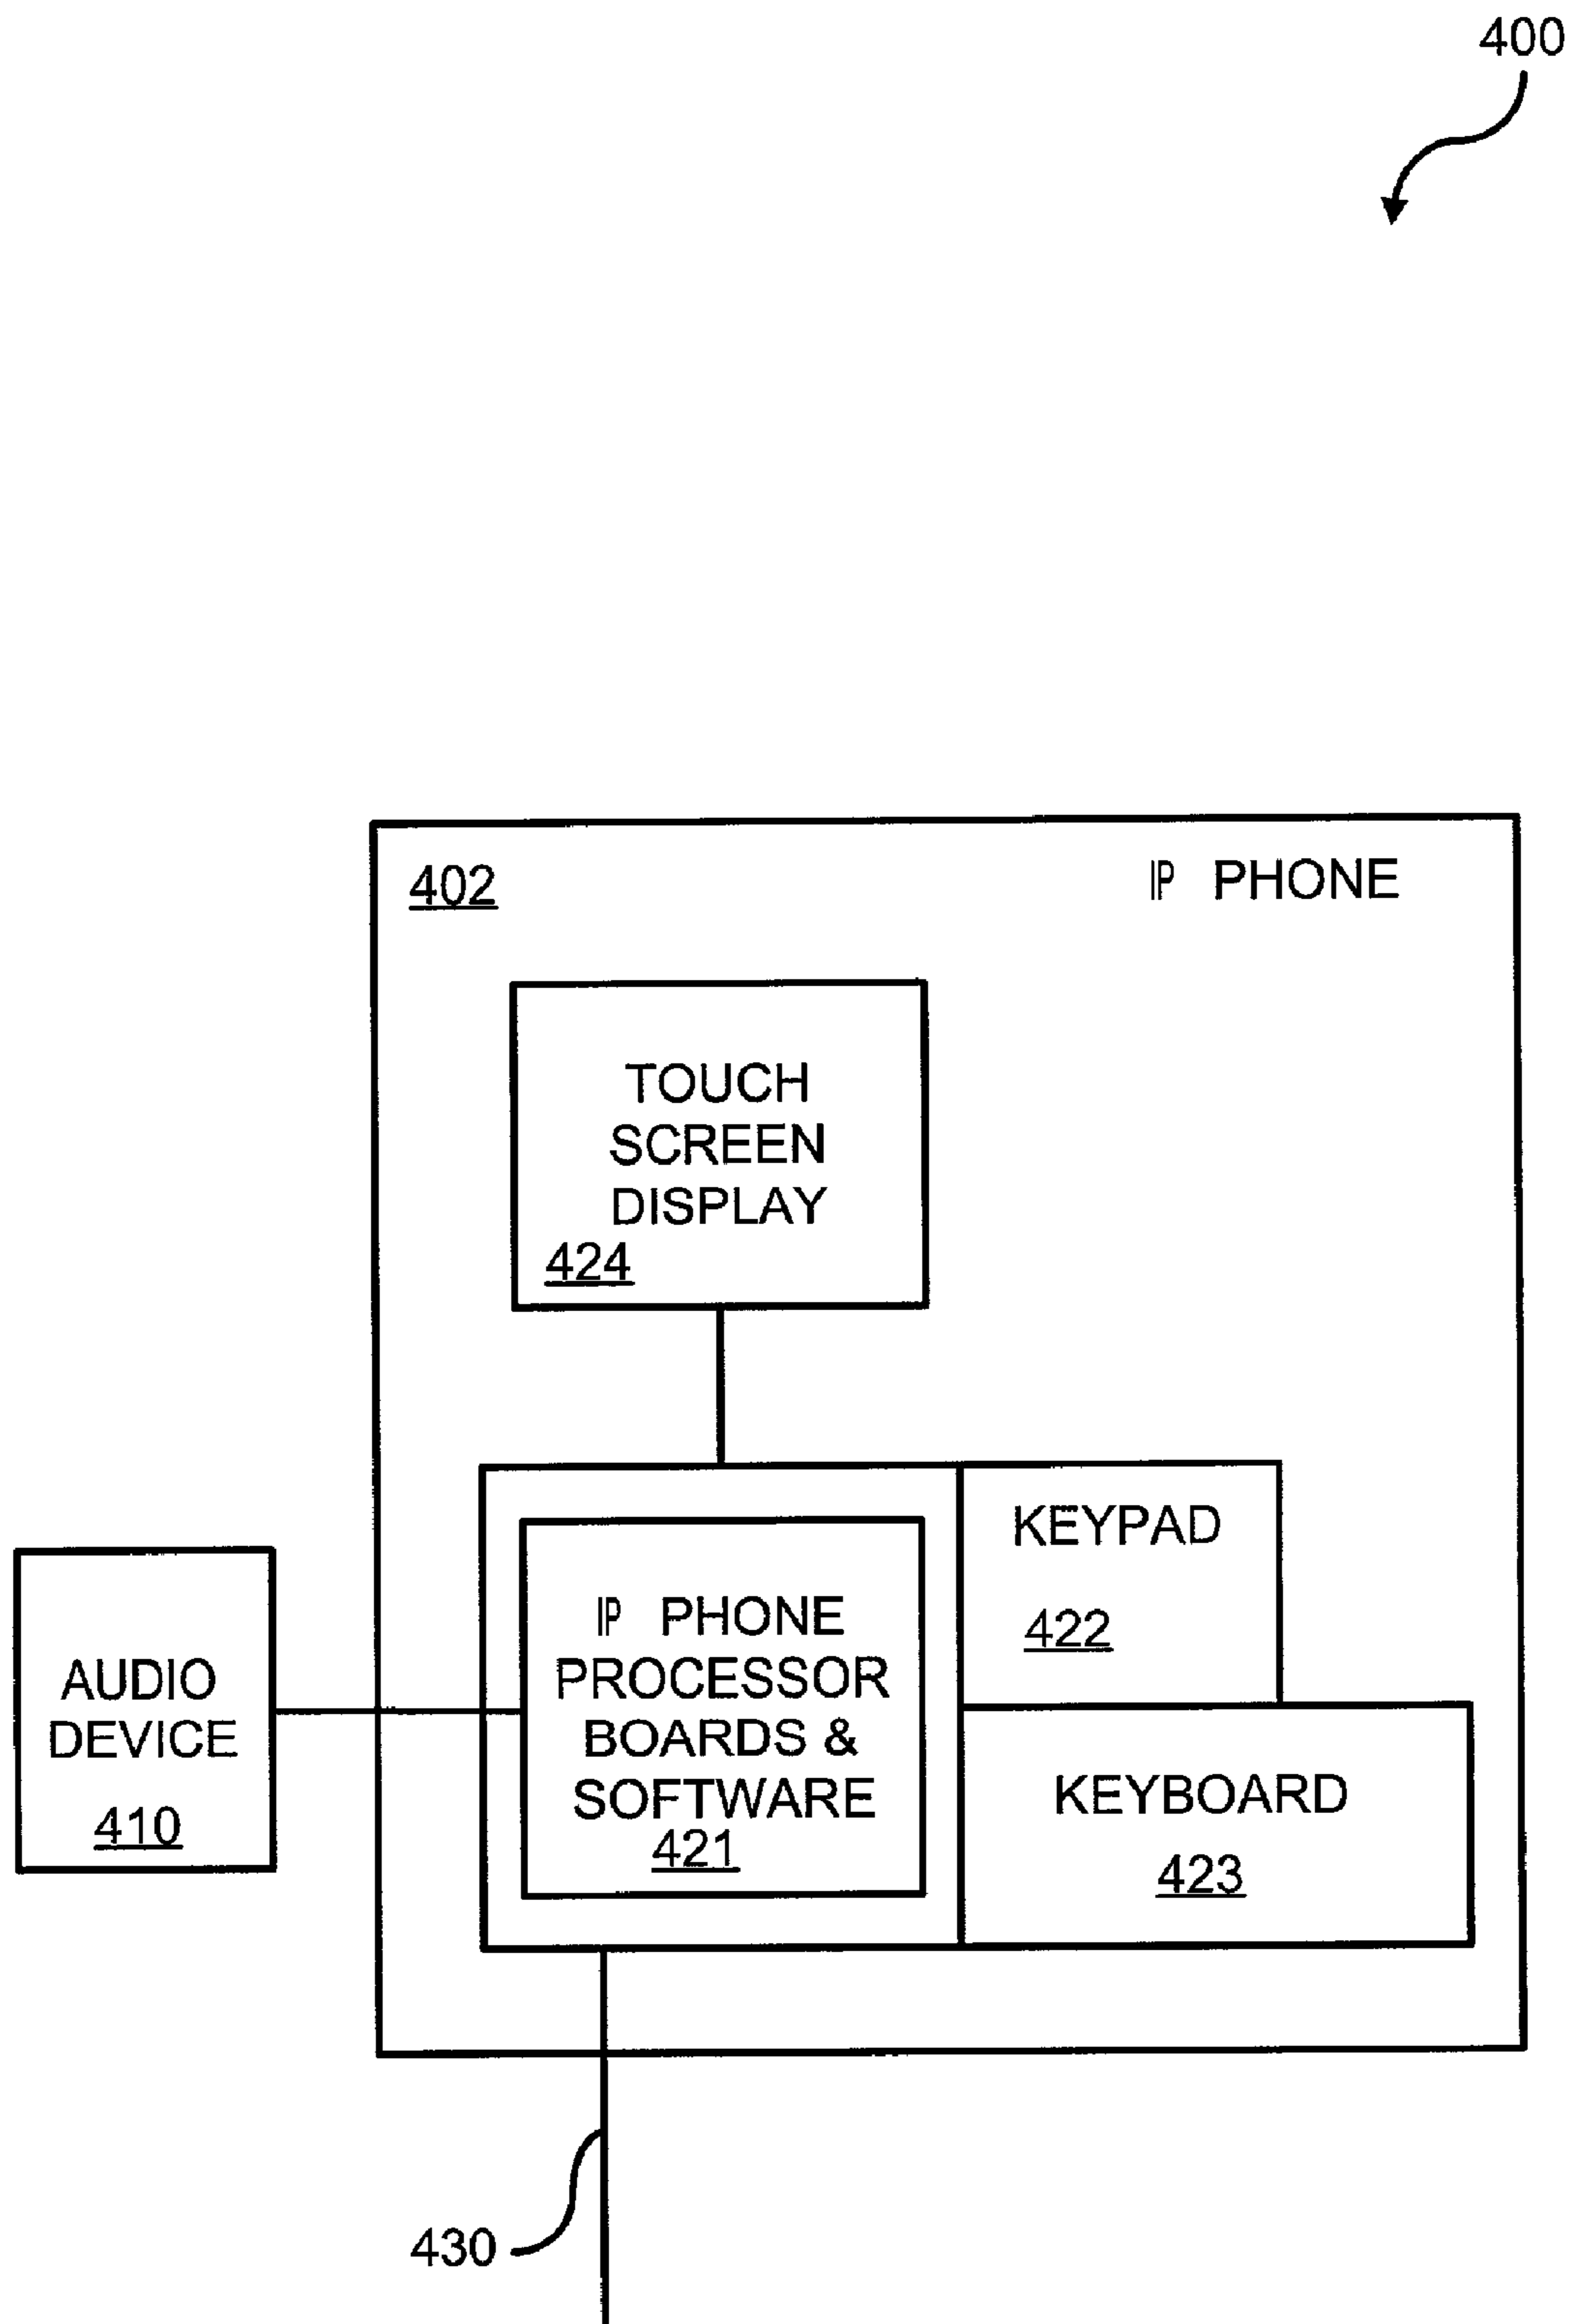 400
402
IP PHONE
TOUCH
SCREEN
DISPLAY
424
KEYPAD
422
IP PHONE
PROCESSOR
BOARDS &
SOFTWARE
421
AUDIO
DEVICE
410
KEYBOARD
423
430